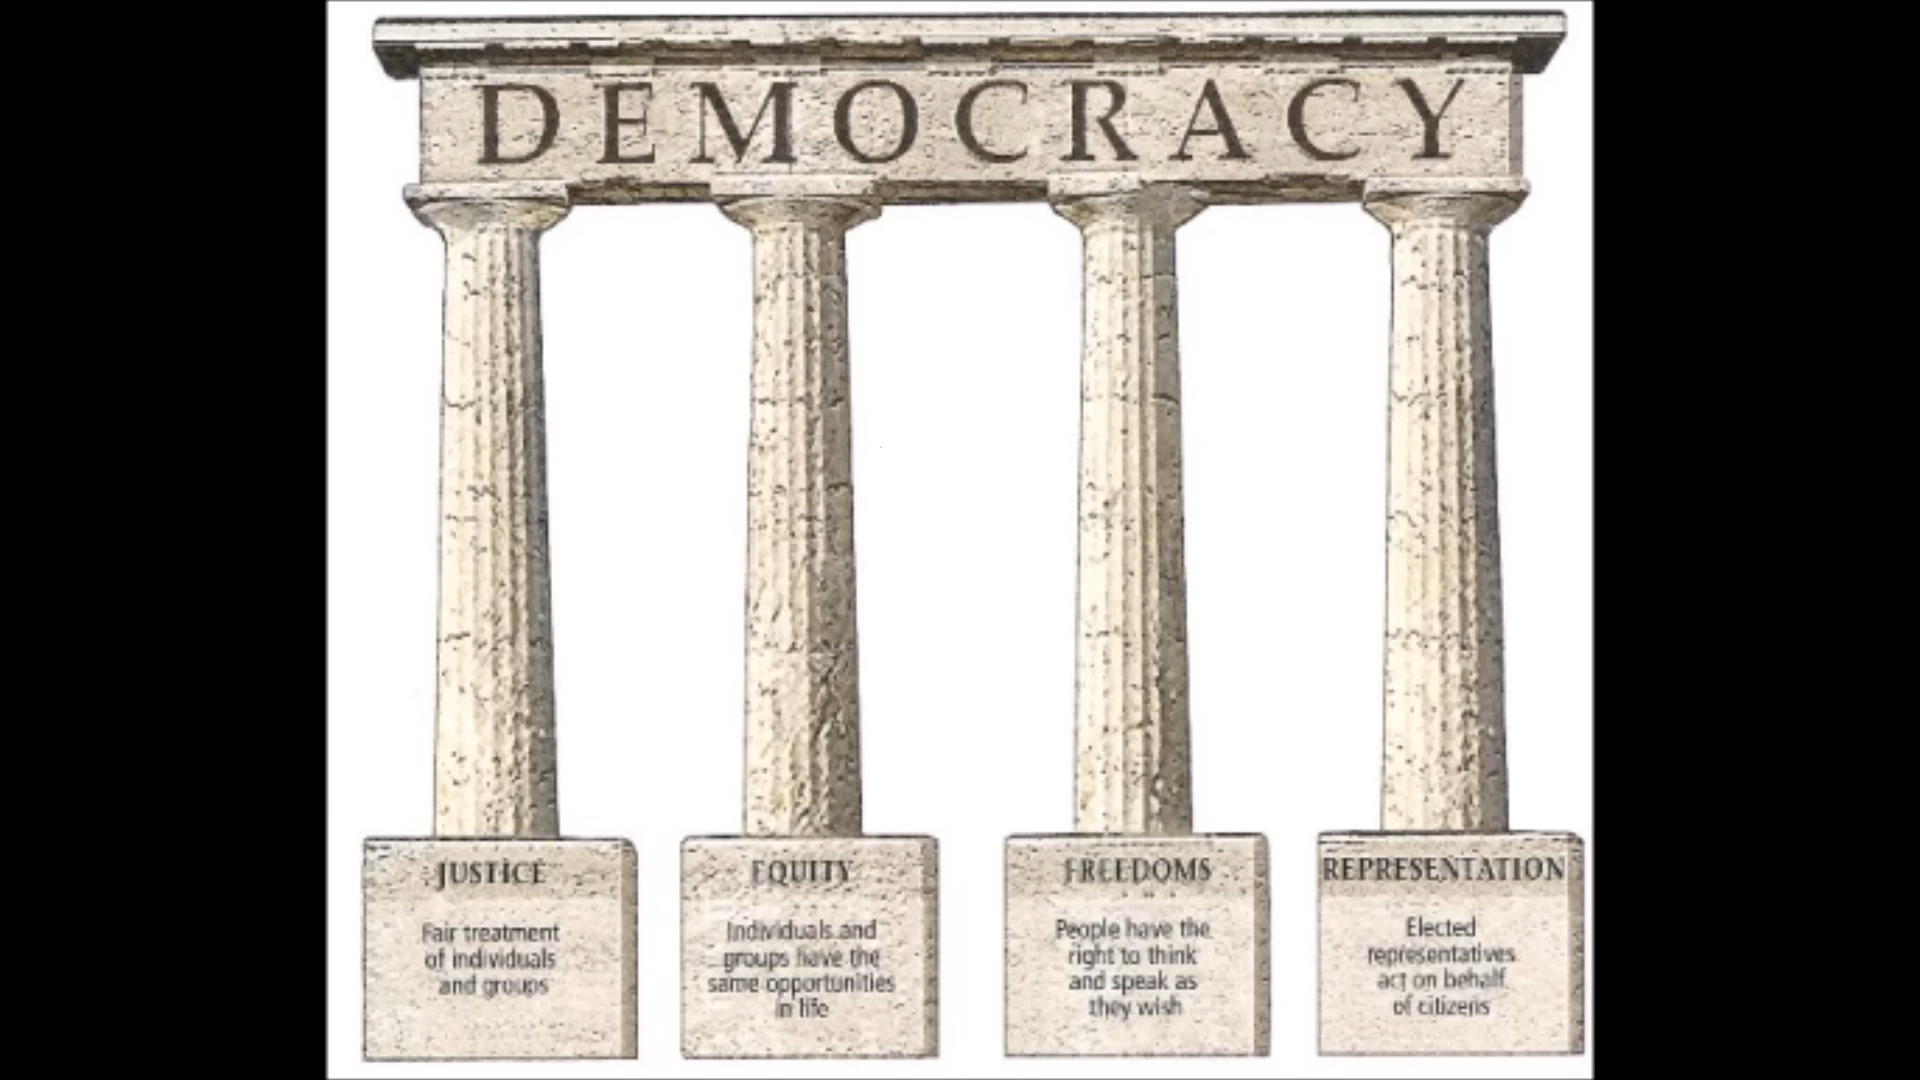 DEMOCRACY
JUSTICE
Fair treatment
of individuals
and groups
EQUITY
Individuals and
groups have the
same opportunities
in life
FREEDOMS
People have the
right to think
and speak as
they wish
REPRESENTATION
Elected
representatives
act on behalf
of citizens